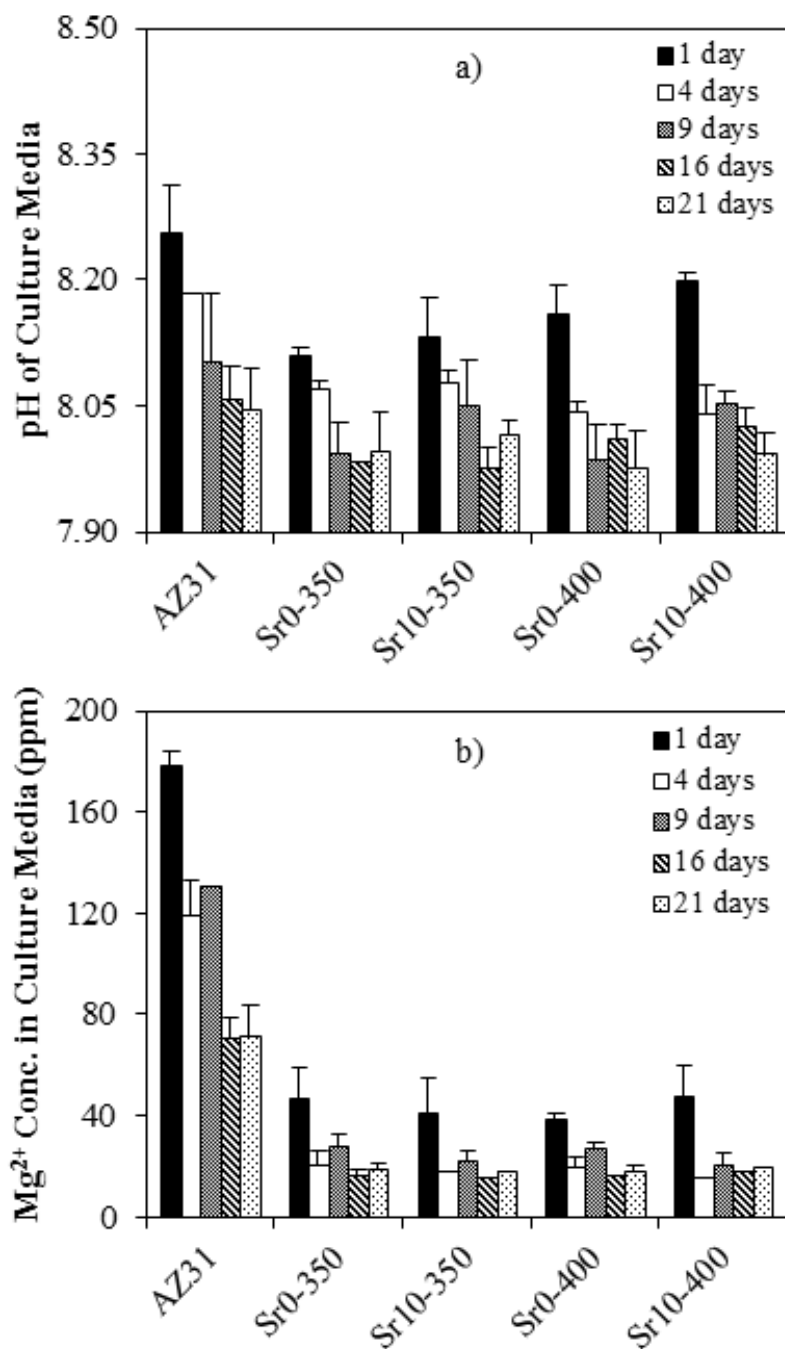 8.50
8.35
8.20
8.05
7.90
pH of Culture Media
a)
1 day
4 days
9 days
16 days
21 days
AZ31
Sr0-350
Sr10-350
Sr0-400
Sr10-400
200
160
120
80
40
0
Mg²⁺ Conc. in Culture Media (ppm)
b)
1 day
4 days
9 days
16 days
21 days
AZ31
Sr0-350
Sr10-350
Sr0-400
Sr10-400